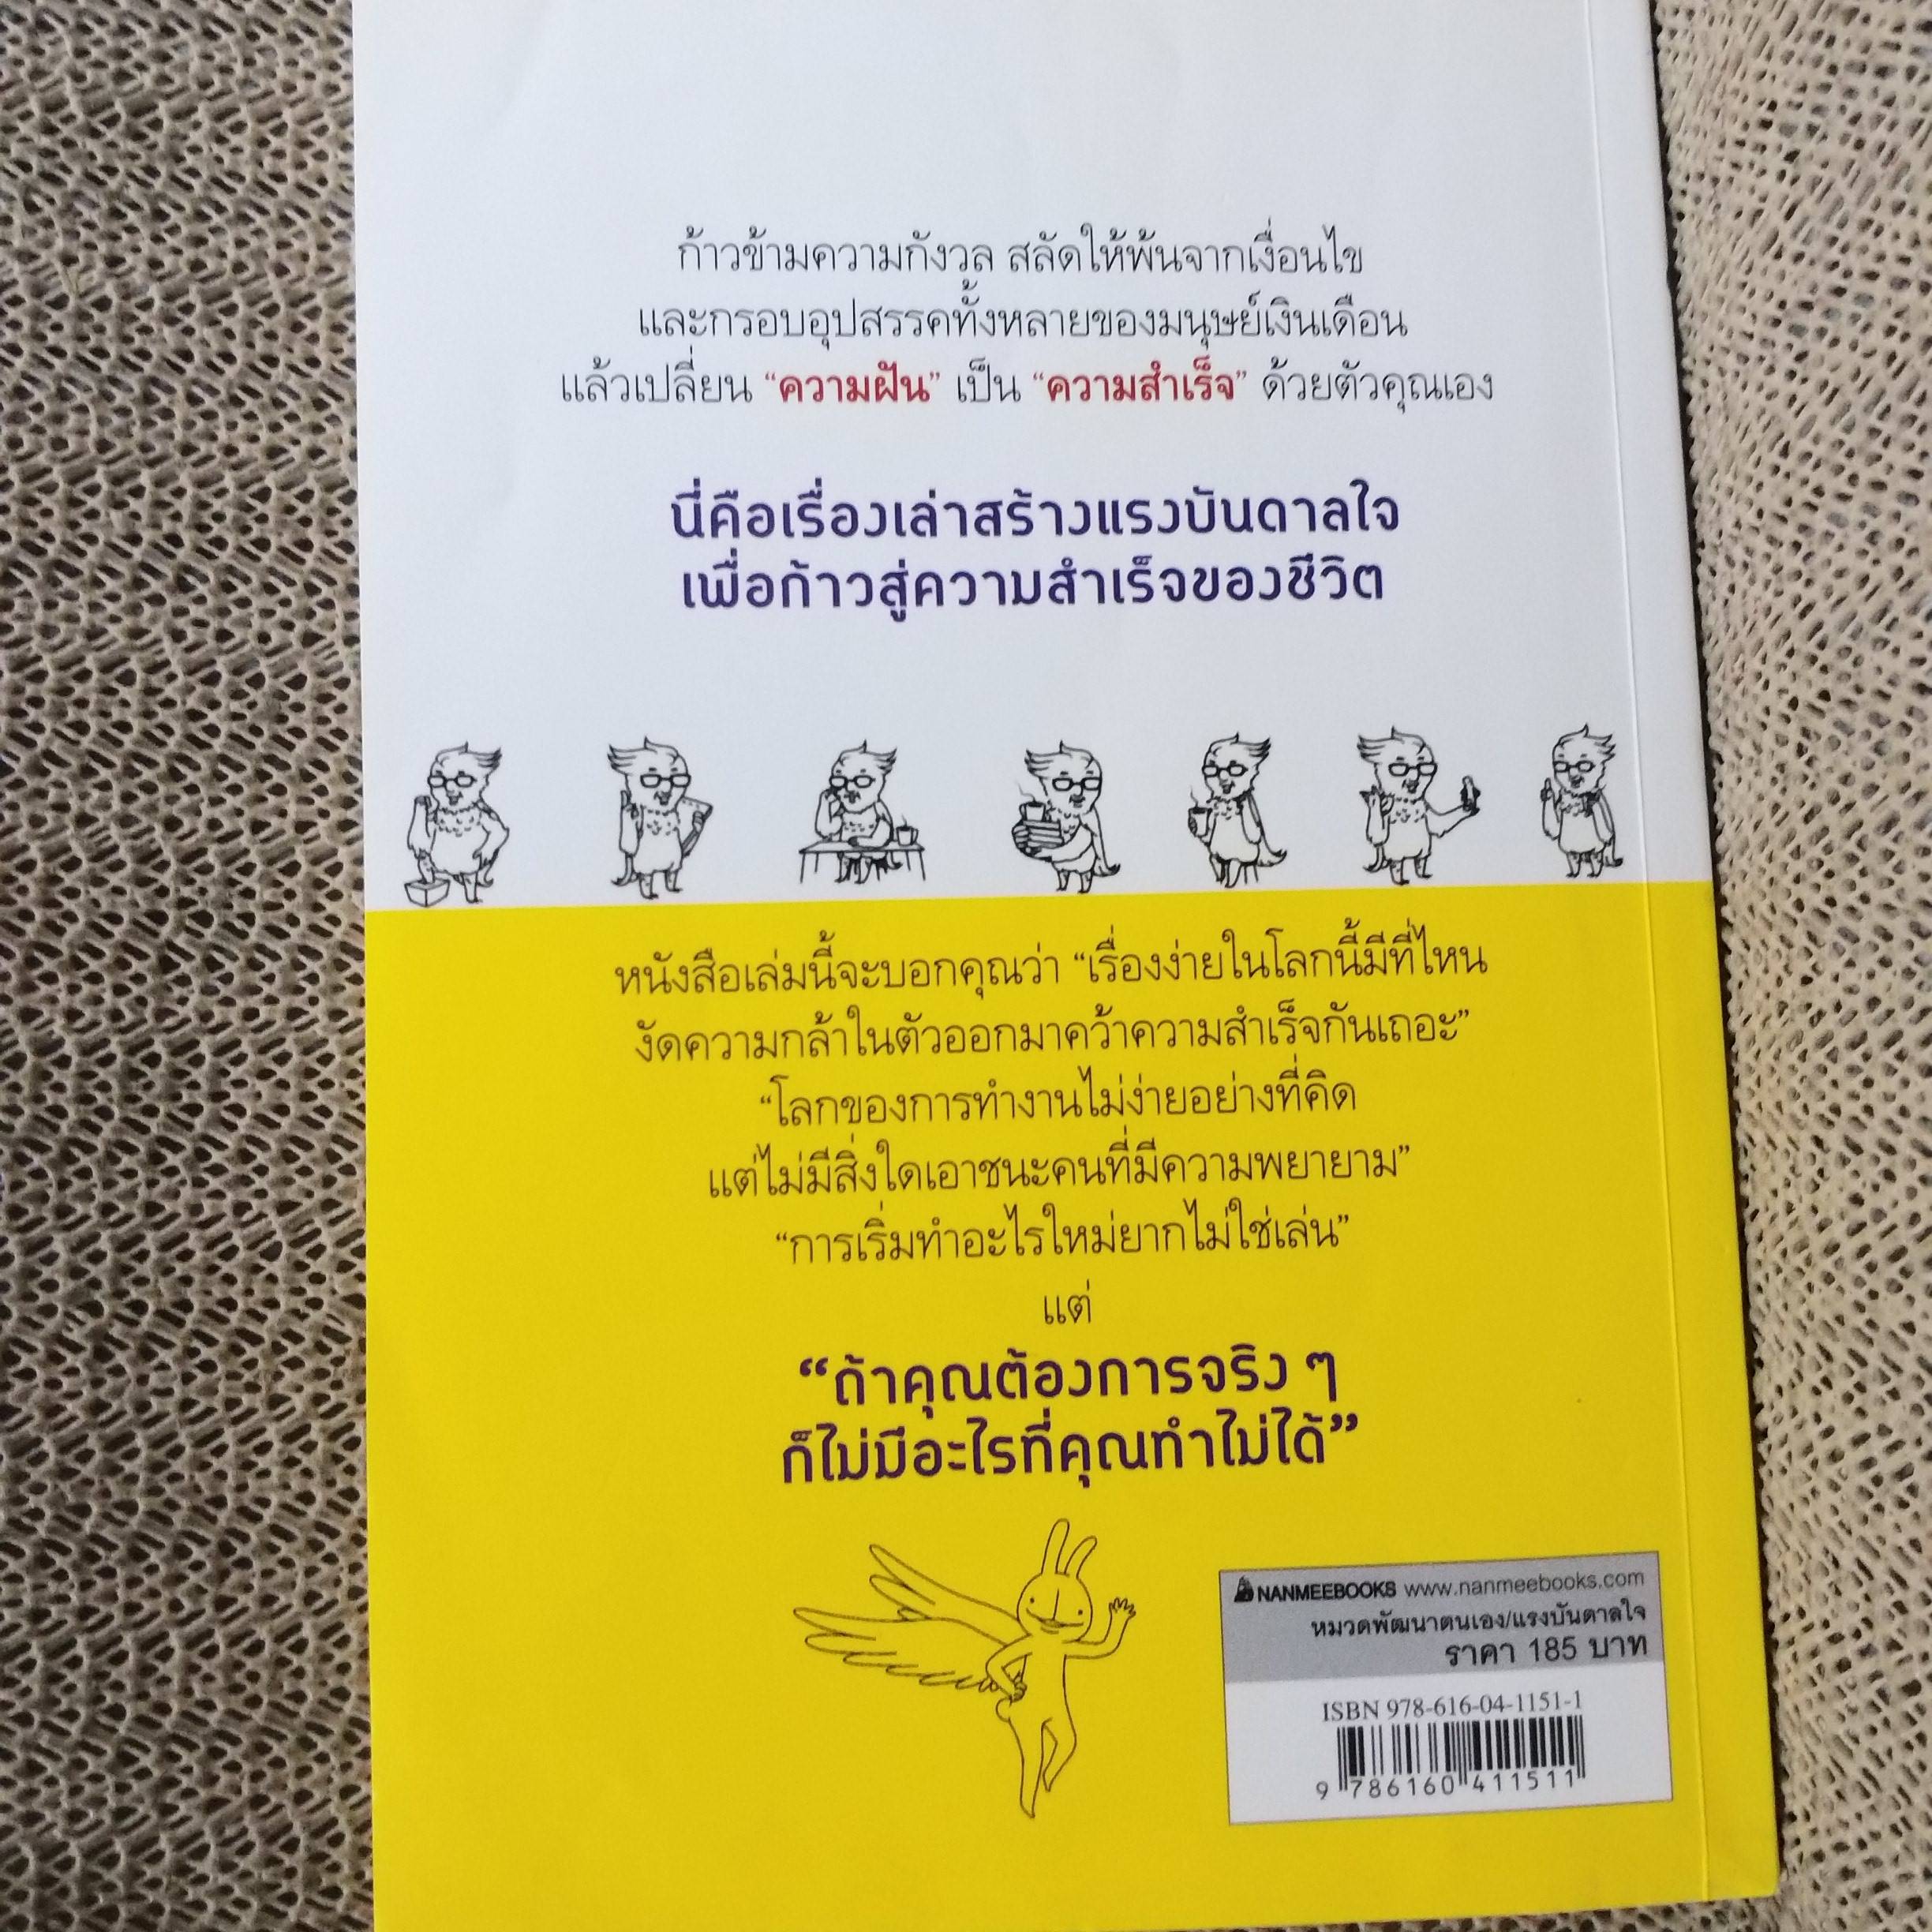 ก้าวข้ามความกังวล สลัดให้พ้นจากเงื่อนไข
และกรอบอุปสรรคทั้งหลายของมนุษย์เงินเดือน
แล้วเปลี่ยน “ความฝัน” เป็น “ความสำเร็จ” ด้วยตัวคุณเอง
นี่คือเรื่องเล่าสร้างแรงบันดาลใจ
เพื่อก้าวสู่ความสำเร็จของชีวิต
หนังสือเล่มนี้จะบอกคุณว่า “เรื่องง่ายในโลกนี้มีที่ไหน
งัดความกล้าในตัวออกมาคว้าความสำเร็จกันเถอะ”
“โลกของการทำงานไม่ง่ายอย่างที่คิด
แต่ไม่มีสิ่งใดเอาชนะคนที่มีความพยายาม”
“การเริ่มทำอะไรใหม่ยากไม่ใช่เล่น”
แต่
“ถ้าคุณต้องการจริง ๆ
ก็ไม่มีอะไรที่คุณทำไม่ได้”
NANMEEBOOKS www.nanmeebooks.com
หมวดพัฒนาตนเอง/แรงบันดาลใจ
ราคา 185 บาท
ISBN 978-616-04-1151-1
9 786160 411511